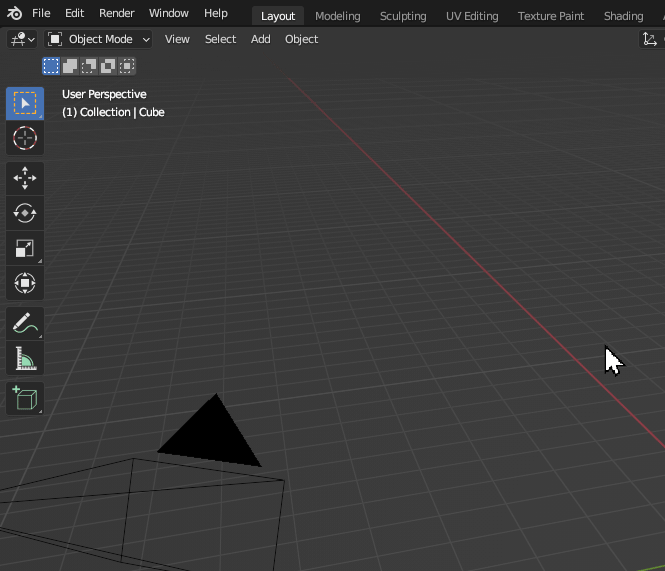 File Edit Render Window Help Layout Modeling Sculpting UV Editing Texture Paint Shading
Object Mode View Select Add Object
User Perspective
(1) Collection | Cube